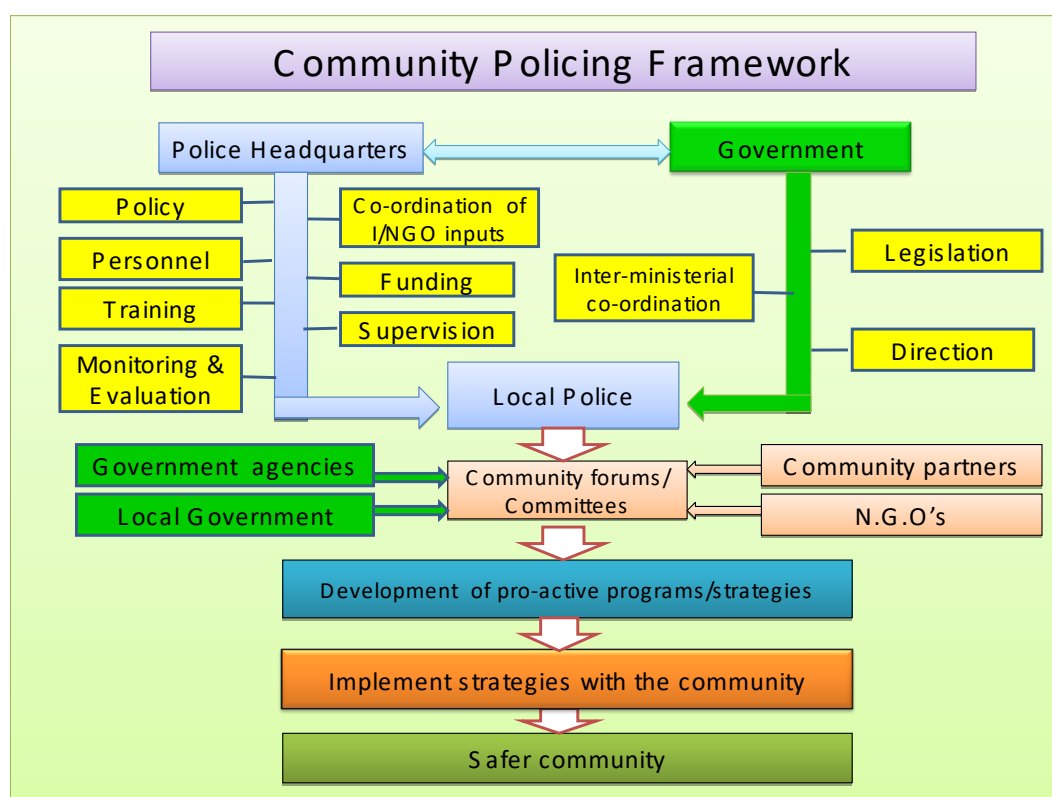 Community Policing Framework
Police Headquarters
Government
Policy
Co-ordination of
I/NGO inputs
Legislation
Personnel
Funding
Inter-ministerial
co-ordination
Training
Supervision
Direction
Monitoring &
Evaluation
Local Police
Government agencies
Community forums/
Committees
Community partners
Local Government
N.G.O’s
Development of pro-active programs/strategies
Implement strategies with the community
Safer community